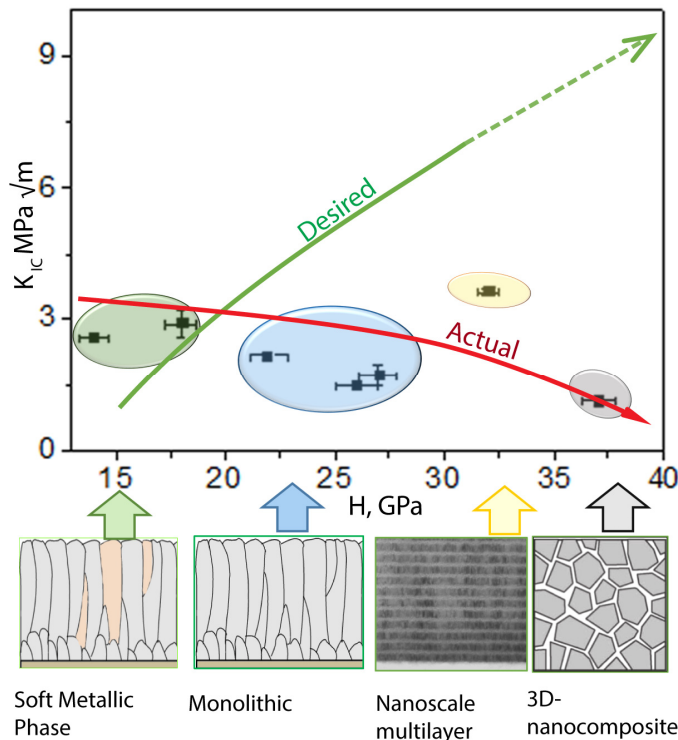 9
6
3
0
K IC MPa √m
Desired
Actual
15
20
25
30
35
40
H, GPa
Soft Metallic
Phase
Monolithic
Nanoscale
multilayer
3D-
nanocomposite